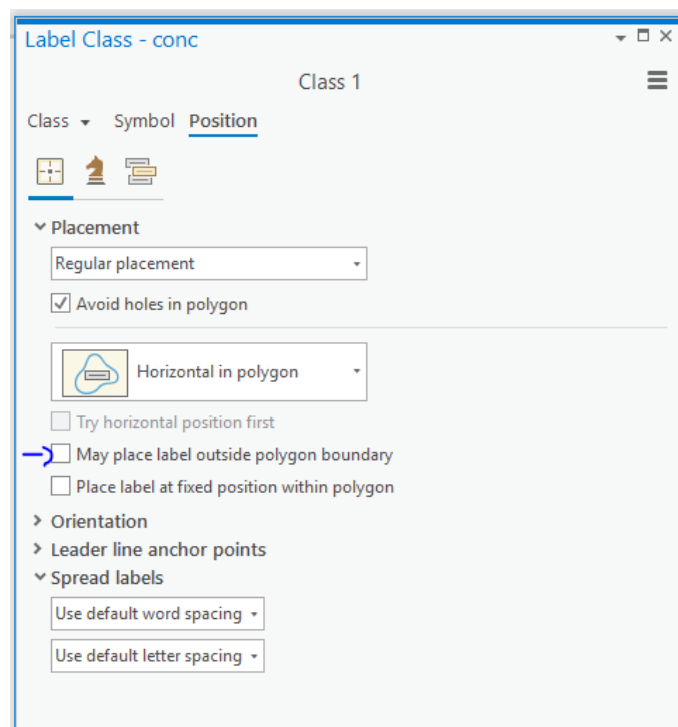 Label Class - conc
Class 1
Class Symbol Position
Placement
Regular placement
Avoid holes in polygon
Horizontal in polygon
Try horizontal position first
May place label outside polygon boundary
Place label at fixed position within polygon
Orientation
Leader line anchor points
Spread labels
Use default word spacing
Use default letter spacing